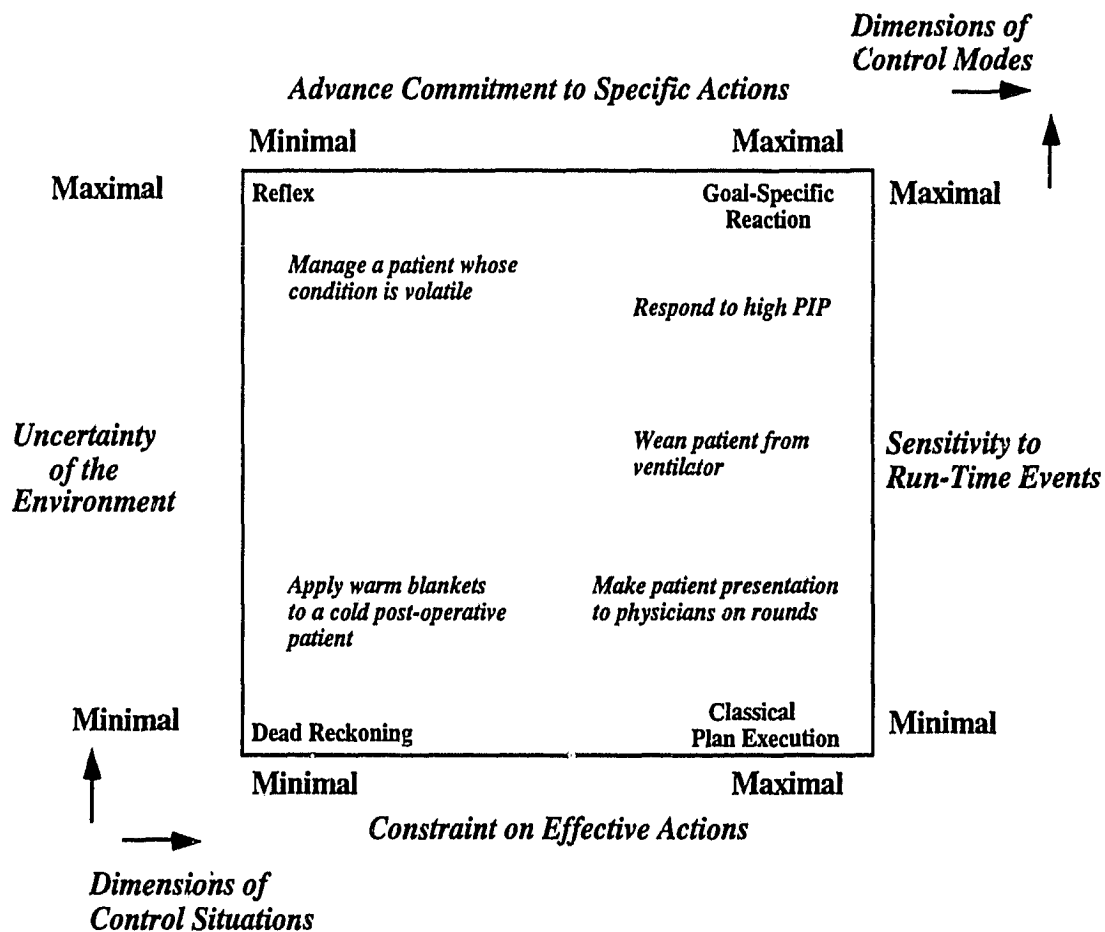 Dimensions of
Control Modes
Advance Commitment to Specific Actions
Minimal
Maximal
Maximal
Reflex
Goal-Specific
Reaction
Maximal
Manage a patient whose
condition is volatile
Respond to high PIP
Uncertainty
of the
Environment
Wean patient from
ventilator
Sensitivity to
Run-Time Events
Apply warm blankets
to a cold post-operative
patient
Make patient presentation
to physicians on rounds
Minimal
Dead Reckoning
Classical
Plan Execution
Minimal
Minimal
Maximal
Constraint on Effective Actions
Dimensions of
Control Situations